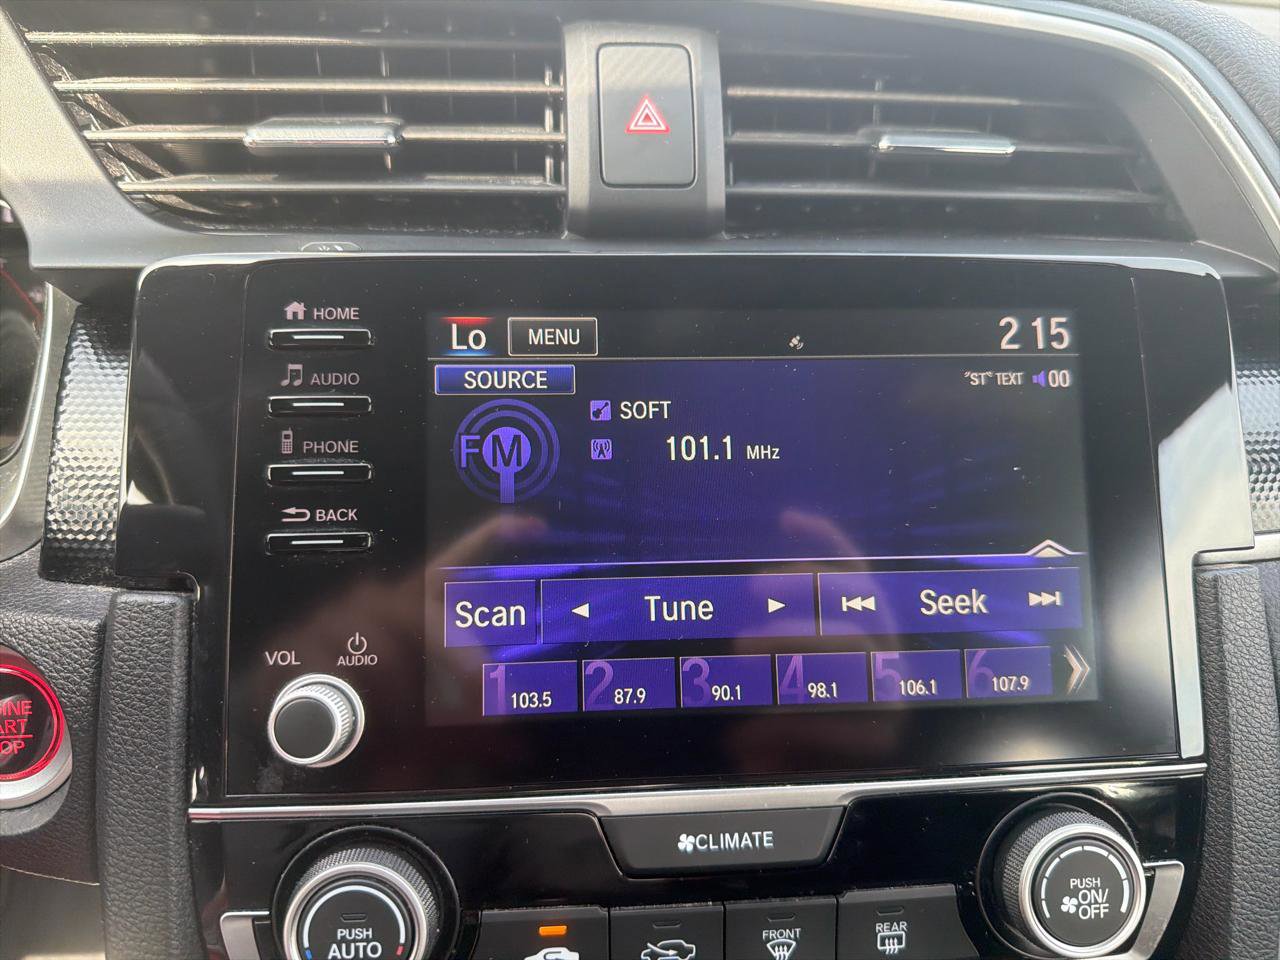 HOME
AUDIO
PHONE
BACK
VOL
AUDIO
Lo MENU 2 15
SOURCE "ST" TEXT 00
FM
SOFT
101.1 MHz
Scan Tune Seek
1 103.5 2 87.9 3 90.1 4 98.1 5 106.1 6 107.9
CLIMATE
PUSH
AUTO
FRONT
REAR
PUSH
ON/
OFF